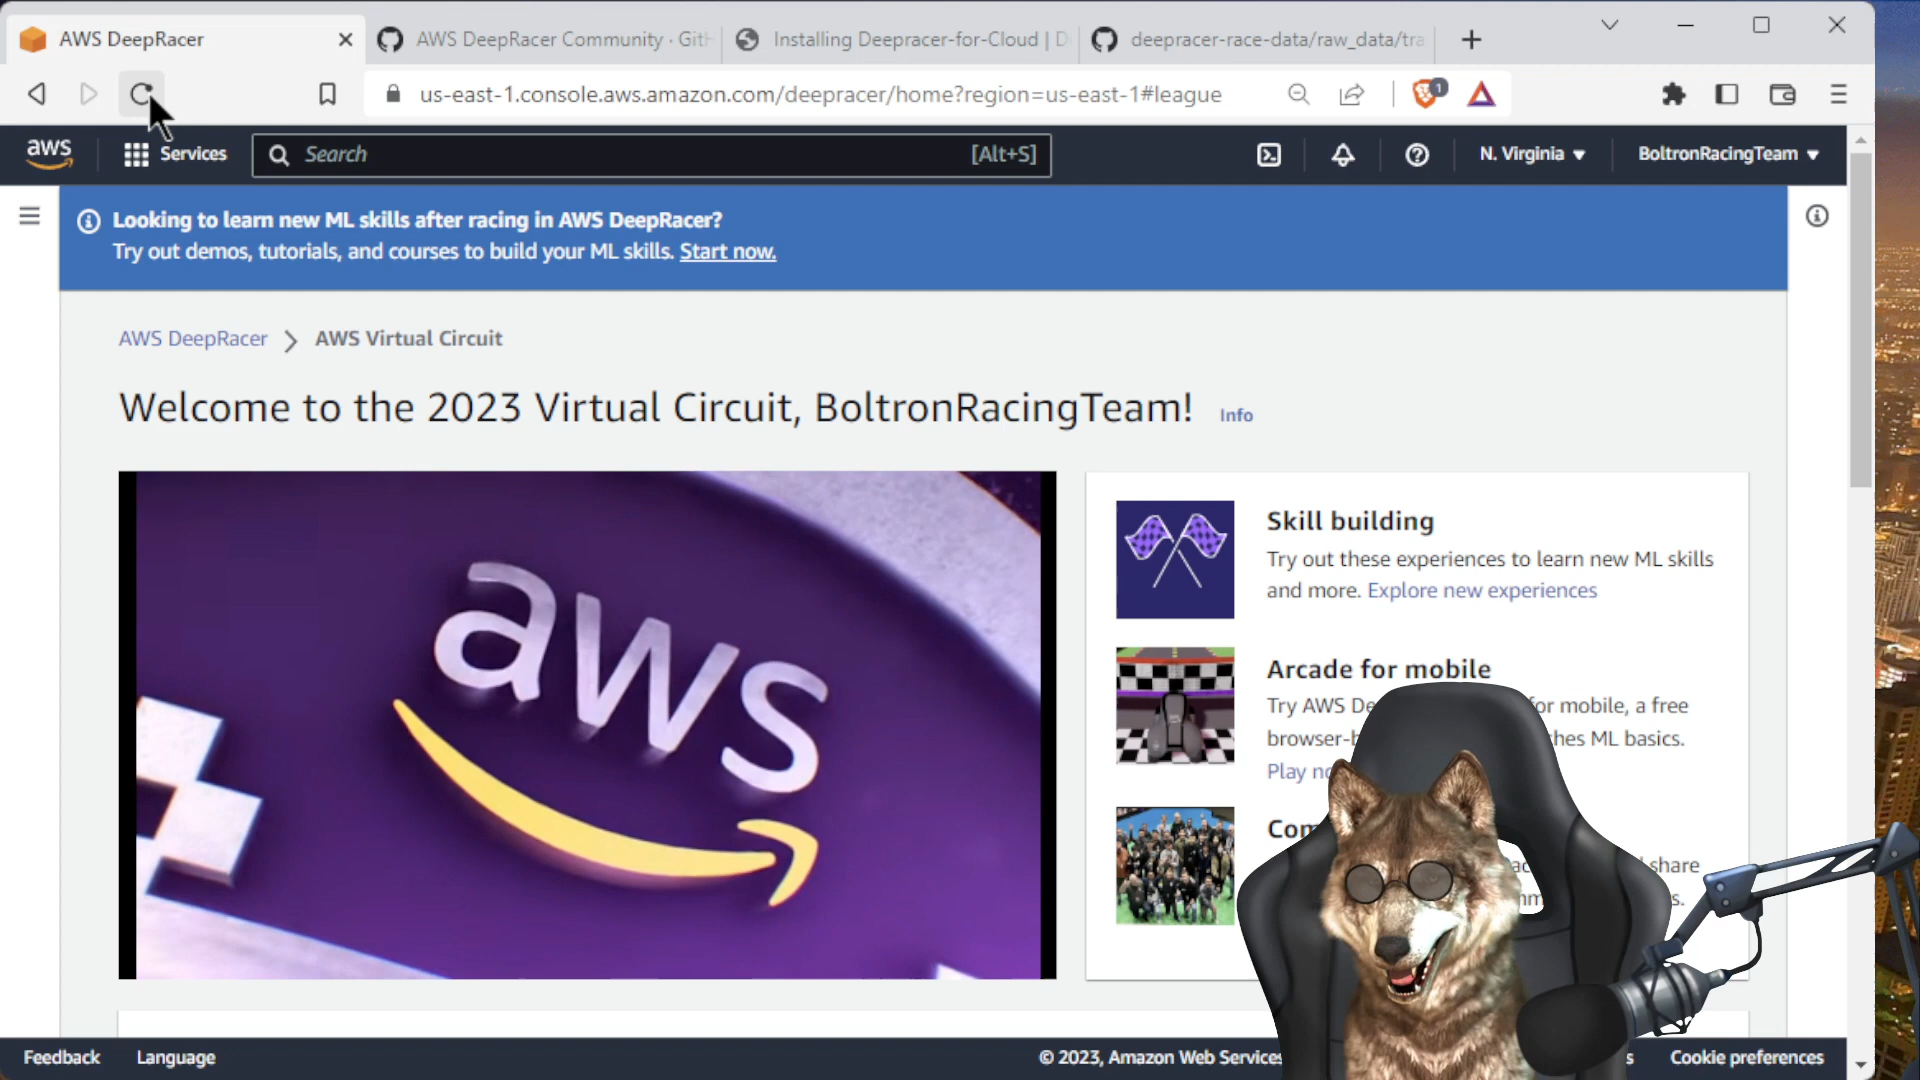 AWS DeepRacer
AWS DeepRacer Community · GitH
Installing Deepracer-for-Cloud | D
deepracer-race-data/raw_data/tra
us-east-1.console.aws.amazon.com/deepracer/home?region=us-east-1#league
1
aws
Services
Search
[Alt+S]
N. Virginia
BoltronRacingTeam
Looking to learn new ML skills after racing in AWS DeepRacer?
Try out demos, tutorials, and courses to build your ML skills. Start now.
AWS DeepRacer > AWS Virtual Circuit
Welcome to the 2023 Virtual Circuit, BoltronRacingTeam! Info
aws
Skill building
Try out these experiences to learn new ML skills
and more. Explore new experiences
Arcade for mobile
Try AWS De for mobile, a free
browser-b hes ML basics.
Play
share
Feedback
Language
© 2023, Amazon Web Services
Cookie preferences